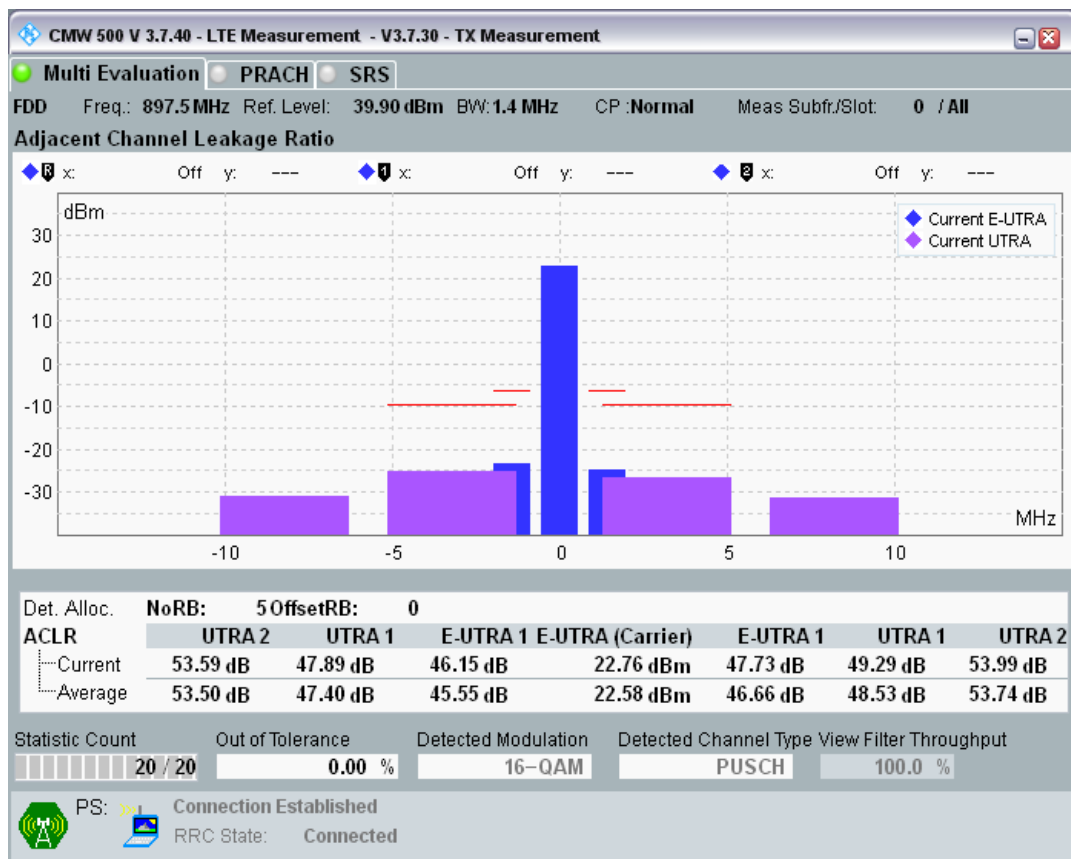 CMW 500 V 3.7.40 - LTE Measurement - V3.7.30 - TX Measurement
Multi Evaluation PRACH SRS
FDD Freq.: 897.5 MHz Ref. Level: 39.90 dBm BW: 1.4 MHz CP :Normal Meas Subfr./Slot: 0 / All
Adjacent Channel Leakage Ratio
R x: Off y: --- 1 x: Off y: --- 2 x: Off y: ---
dBm
Current E-UTRA
Current UTRA
30
20
10
0
-10
-20
-30
MHz
-10 -5 0 5 10
Det. Alloc. NoRB: 5 OffsetRB: 0
ACLR UTRA 2 UTRA 1 E-UTRA 1 E-UTRA (Carrier) E-UTRA 1 UTRA 1 UTRA 2
Current 53.59 dB 47.89 dB 46.15 dB 22.76 dBm 47.73 dB 49.29 dB 53.99 dB
Average 53.50 dB 47.40 dB 45.55 dB 22.58 dBm 46.66 dB 48.53 dB 53.74 dB
Statistic Count Out of Tolerance Detected Modulation Detected Channel Type View Filter Throughput
20 / 20 0.00 % 16-QAM PUSCH 100.0 %
PS: Connection Established
RRC State: Connected